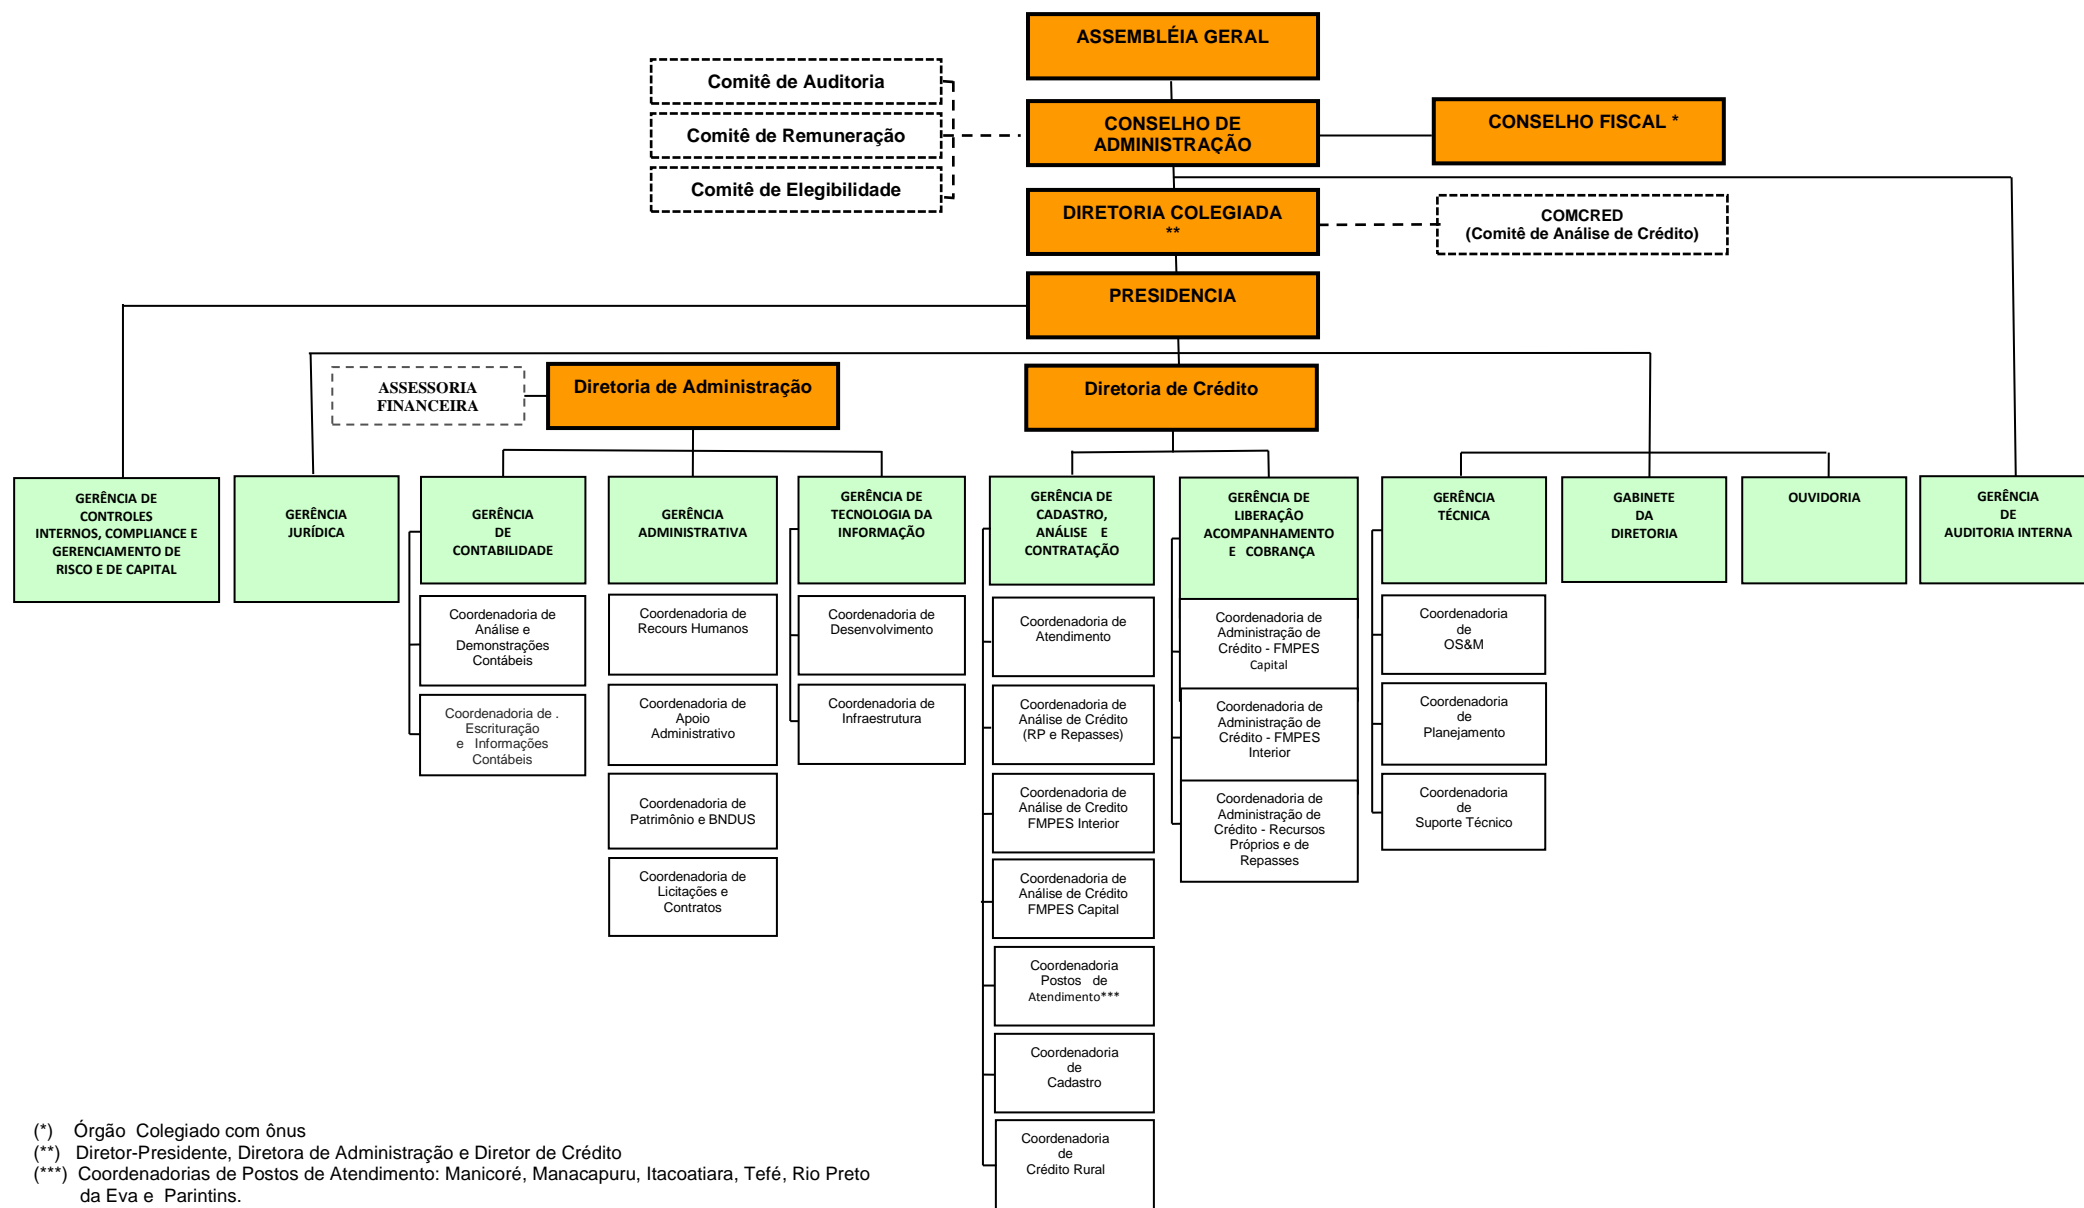 ASSEMBLÉIA GERAL
Comitê de Auditoria
Comitê de Remuneração
Comitê de Elegibilidade
CONSELHO DE
ADMINISTRAÇÃO
CONSELHO FISCAL *
DIRETORIA COLEGIADA
**
COMCRED
(Comitê de Análise de Crédito)
PRESIDENCIA
ASSESSORIA
FINANCEIRA
Diretoria de Administração
Diretoria de Crédito
GERÊNCIA DE
CONTROLES
INTERNOS, COMPLIANCE E
GERENCIAMENTO DE
RISCO E DE CAPITAL
GERÊNCIA
JURÍDICA
GERÊNCIA
DE
CONTABILIDADE
GERÊNCIA
ADMINISTRATIVA
GERÊNCIA DE
TECNOLOGIA DA
INFORMAÇÃO
GERÊNCIA DE
CADASTRO,
ANÁLISE E
CONTRATAÇÃO
GERÊNCIA DE
LIBERAÇÂO
ACOMPANHAMENTO
E COBRANÇA
GERÊNCIA
TÉCNICA
GABINETE
DA
DIRETORIA
OUVIDORIA
GERÊNCIA
DE
AUDITORIA INTERNA
Coordenadoria de
Análise e
Demonstrações
Contábeis
Coordenadoria de .
Escrituração
e Informações
Contábeis
Coordenadoria de
Recours Humanos
Coordenadoria de
Apoio
Administrativo
Coordenadoria de
Patrimônio e BNDUS
Coordenadoria de
Licitações e
Contratos
Coordenadoria de
Desenvolvimento
Coordenadoria de
Infraestrutura
Coordenadoria de
Atendimento
Coordenadoria de
Análise de Crédito
(RP e Repasses)
Coordenadoria de
Análise de Credito
FMPES Interior
Coordenadoria de
Análise de Crédito
FMPES Capital
Coordenadoria
Postos de
Atendimento***
Coordenadoria
de
Cadastro
Coordenadoria
de
Crédito Rural
Coordenadoria de
Administração de
Crédito - FMPES
Capital
Coordenadoria de
Administração de
Crédito - FMPES
Interior
Coordenadoria de
Administração de
Crédito - Recursos
Próprios e de
Repasses
Coordenadoria
de
OS&M
Coordenadoria
de
Planejamento
Coordenadoria
de
Suporte Técnico
(*) Órgão Colegiado com ônus
(**) Diretor-Presidente, Diretora de Administração e Diretor de Crédito
(***) Coordenadorias de Postos de Atendimento: Manicoré, Manacapuru, Itacoatiara, Tefé, Rio Preto
da Eva e Parintins.